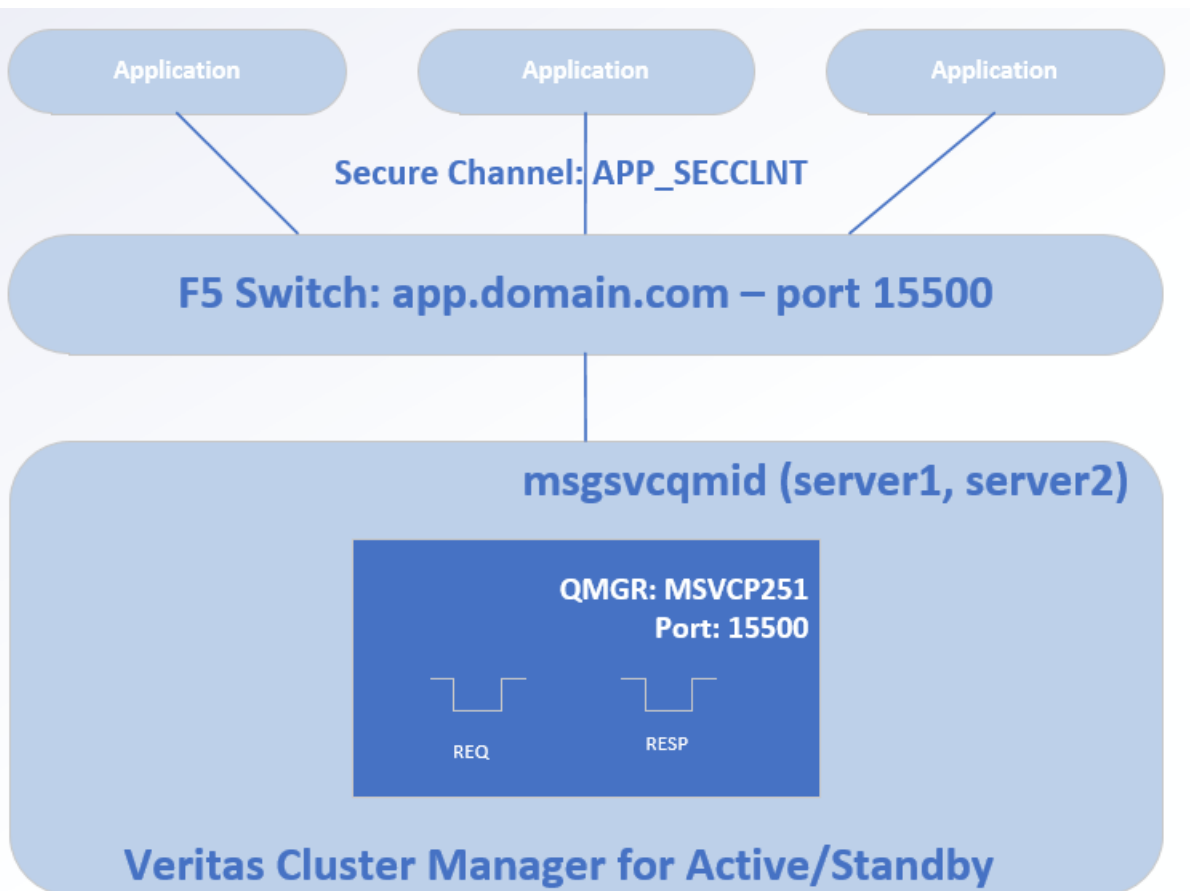 Application
Application
Application
Secure Channel: APP_SECCLNT
F5 Switch: app.domain.com – port 15500
msgsvcqmid (server1, server2)
QMGR: MSVCP251
Port: 15500
REQ
RESP
Veritas Cluster Manager for Active/Standby